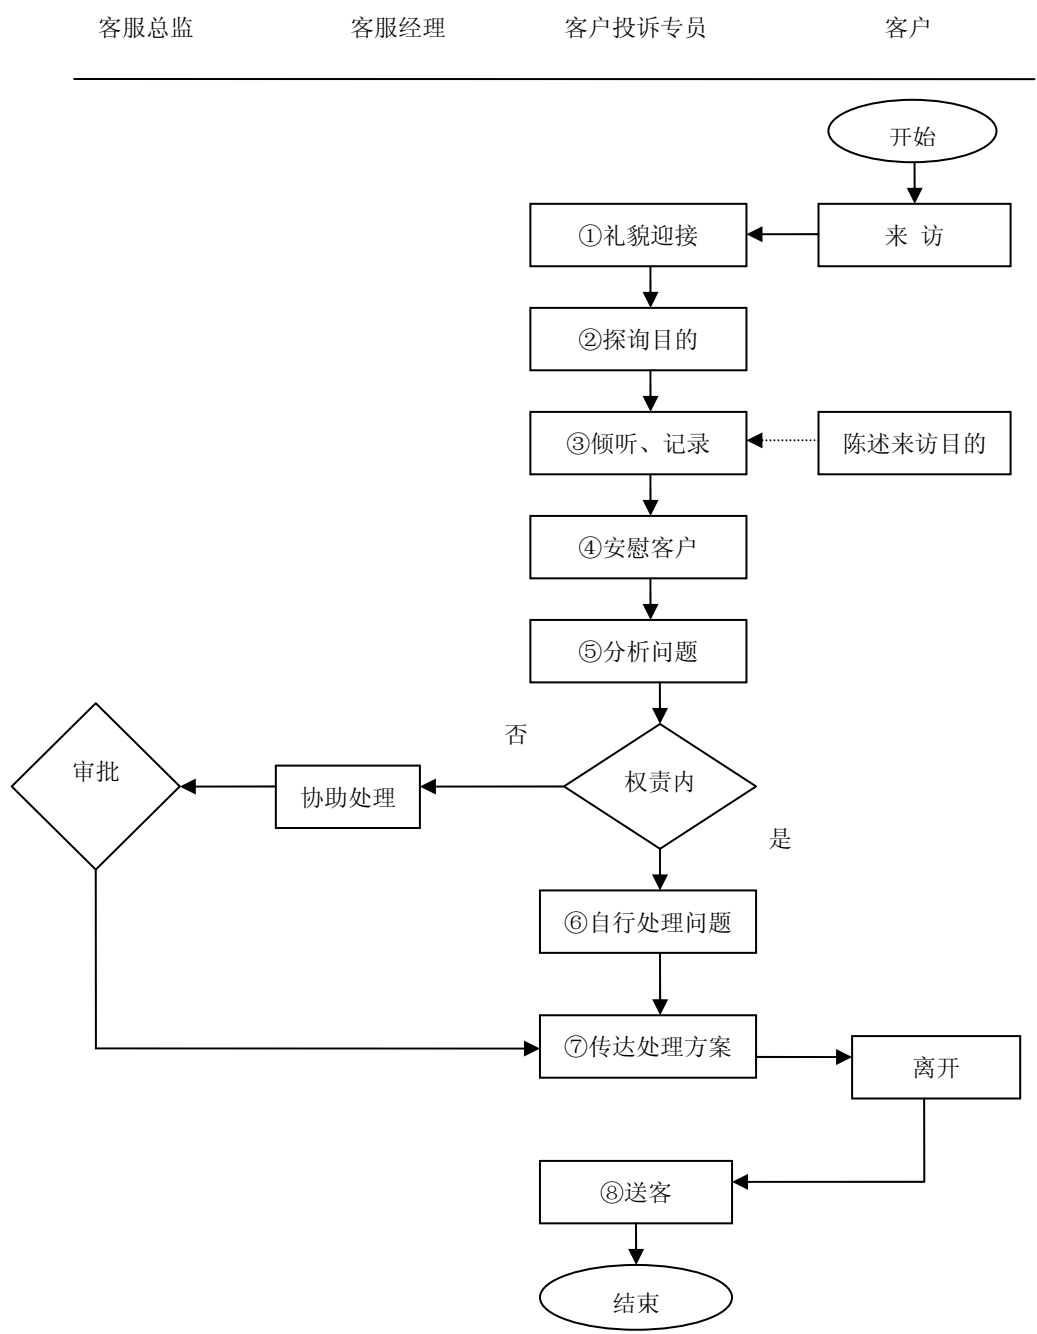 客服总监 客服经理 客户投诉专员 客户
开始
①礼貌迎接 来 访
②探询目的
③倾听、记录 陈述来访目的
④安慰客户
⑤分析问题
否
审批 协助处理 权责内
是
⑥自行处理问题
⑦传达处理方案 离开
⑧送客
结束